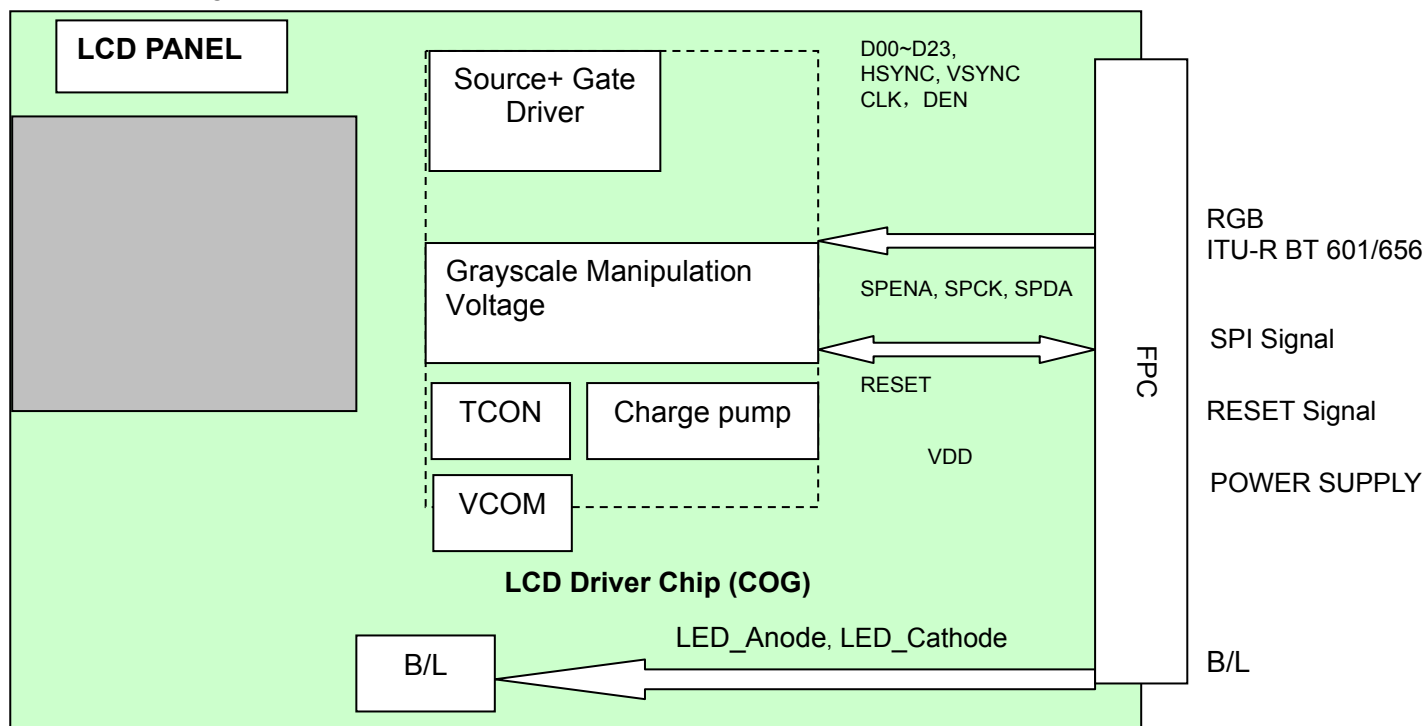 LCD PANEL
Source+ Gate
Driver
D00~D23,
HSYNC, VSYNC
CLK，DEN
RGB
ITU-R BT 601/656
Grayscale Manipulation
Voltage
SPENA, SPCK, SPDA
SPI Signal
FPC
RESET
RESET Signal
TCON
Charge pump
VDD
POWER SUPPLY
VCOM
LCD Driver Chip (COG)
LED_Anode, LED_Cathode
B/L
B/L